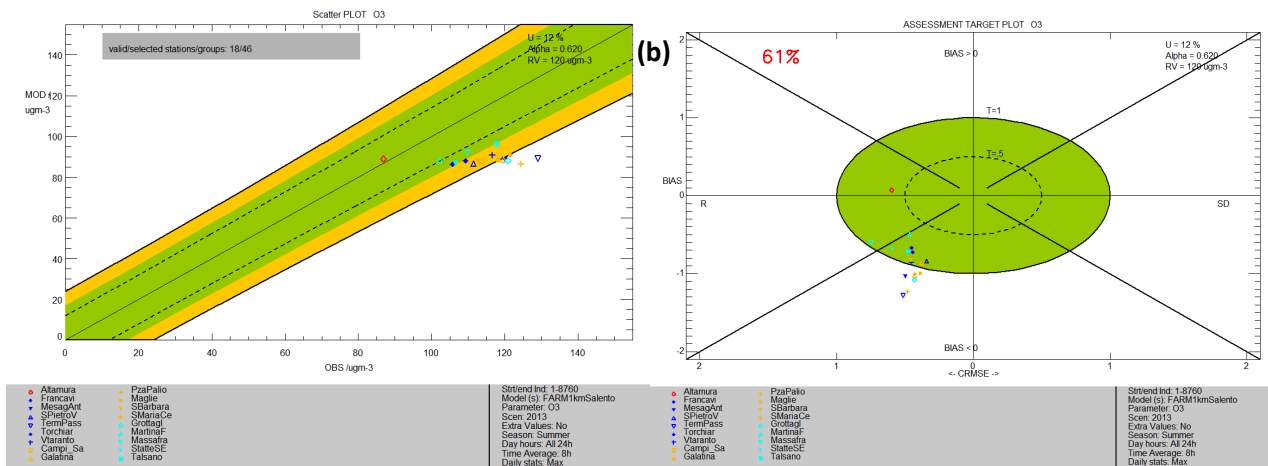 Scatter PLOT O3
valid/selected stations/groups: 18/46
U = 12 %
Alpha = 0.620
RV = 120 ugm-3
MOD
ugm-3
140
120
100
80
60
40
20
0
0 20 40 60 80 100 120 140
OBS /ugm-3
Altamura
Francavi
MesagAnt
SPietroV
TermPass
Torchiar
Vtaranto
Campi_Sa
Galatina
PzaPalio
Maglie
SBarbara
SMariaCe
Grottagl
MartinaF
Massafra
StatteSE
Talsano
Strt/end Ind: 1-8760
Model (s): FARM1kmSalento
Parameter: O3
Scen: 2013
Extra Values: No
Season: Summer
Day hours: All 24h
Time Average: 8h
Daily stats: Max
(b)
ASSESSMENT TARGET PLOT O3
61%
BIAS > 0
U = 12 %
Alpha = 0.620
RV = 120 ugm-3
T=1
T=.5
2
1
BIAS
0
-1
-2
R
SD
BIAS < 0
2 1 0 1 2
<- CRMSE ->
Altamura
Francavi
MesagAnt
SPietroV
TermPass
Torchiar
Vtaranto
Campi_Sa
Galatina
PzaPalio
Maglie
SBarbara
SMariaCe
Grottagl
MartinaF
Massafra
StatteSE
Talsano
Strt/end Ind: 1-8760
Model (s): FARM1kmSalento
Parameter: O3
Scen: 2013
Extra Values: No
Season: Summer
Day hours: All 24h
Time Average: 8h
Daily stats: Max